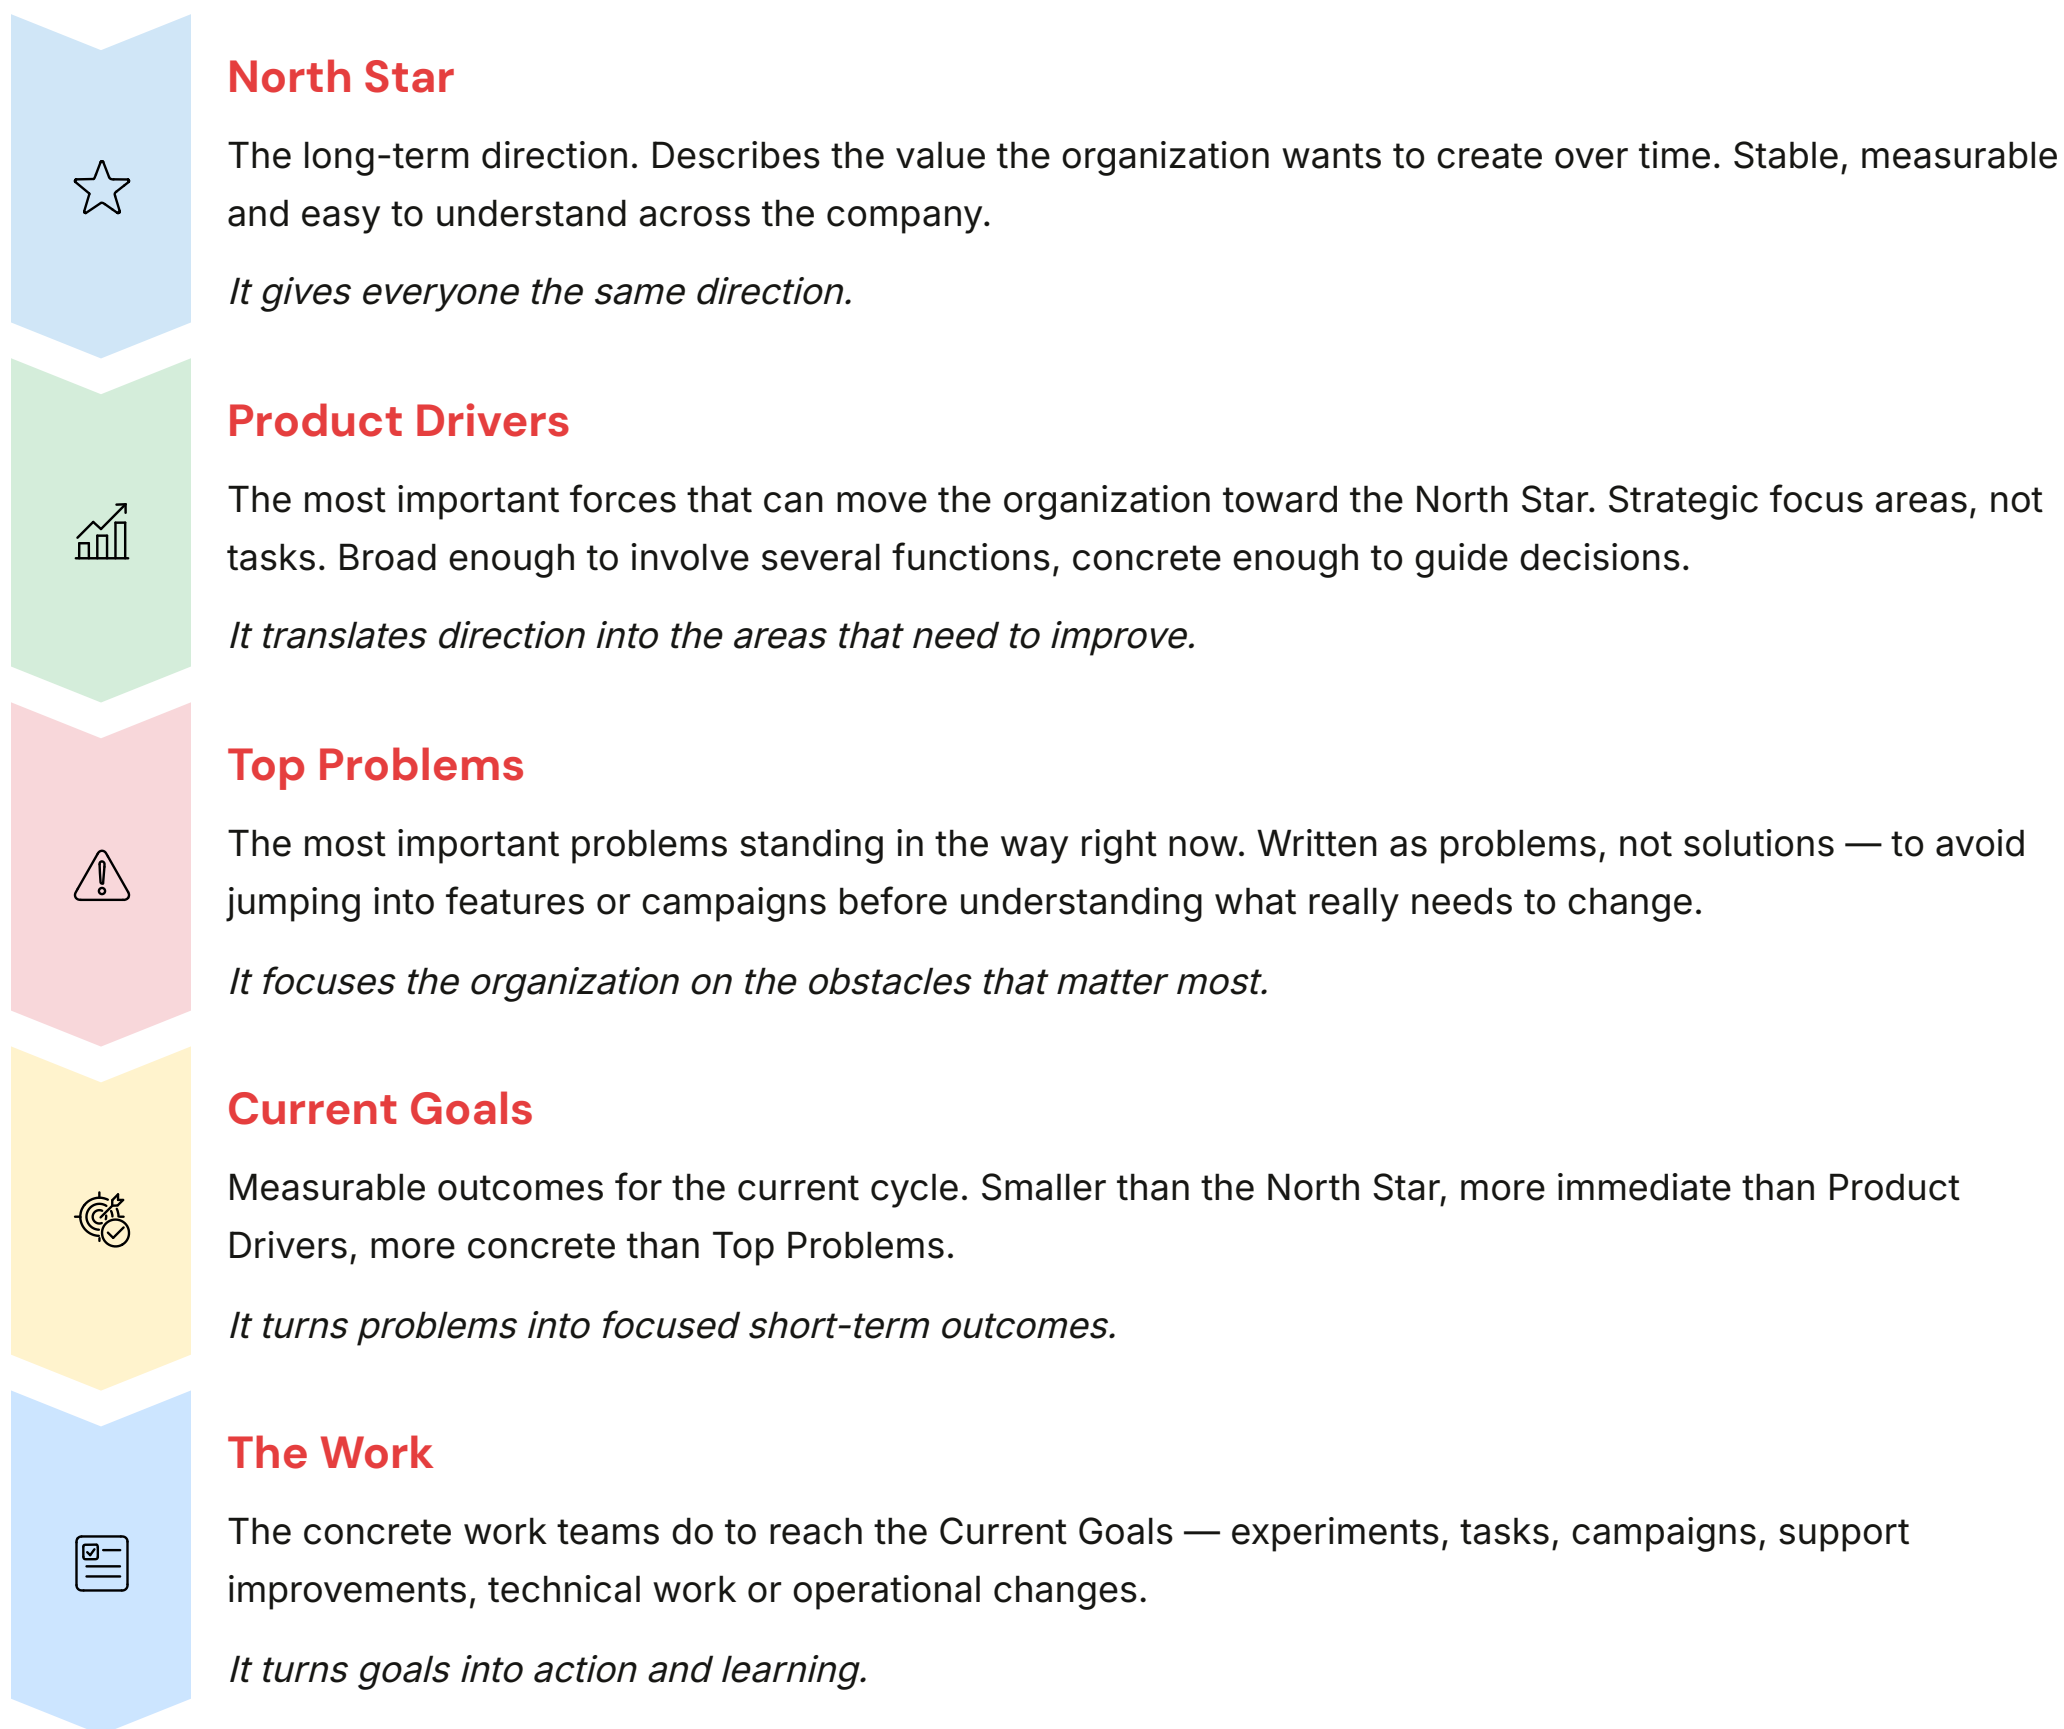 North Star
The long-term direction. Describes the value the organization wants to create over time. Stable, measurable
and easy to understand across the company.
It gives everyone the same direction.
Product Drivers
The most important forces that can move the organization toward the North Star. Strategic focus areas, not
tasks. Broad enough to involve several functions, concrete enough to guide decisions.
It translates direction into the areas that need to improve.
Top Problems
The most important problems standing in the way right now. Written as problems, not solutions — to avoid
jumping into features or campaigns before understanding what really needs to change.
It focuses the organization on the obstacles that matter most.
Current Goals
Measurable outcomes for the current cycle. Smaller than the North Star, more immediate than Product
Drivers, more concrete than Top Problems.
It turns problems into focused short-term outcomes.
The Work
The concrete work teams do to reach the Current Goals — experiments, tasks, campaigns, support
improvements, technical work or operational changes.
It turns goals into action and learning.